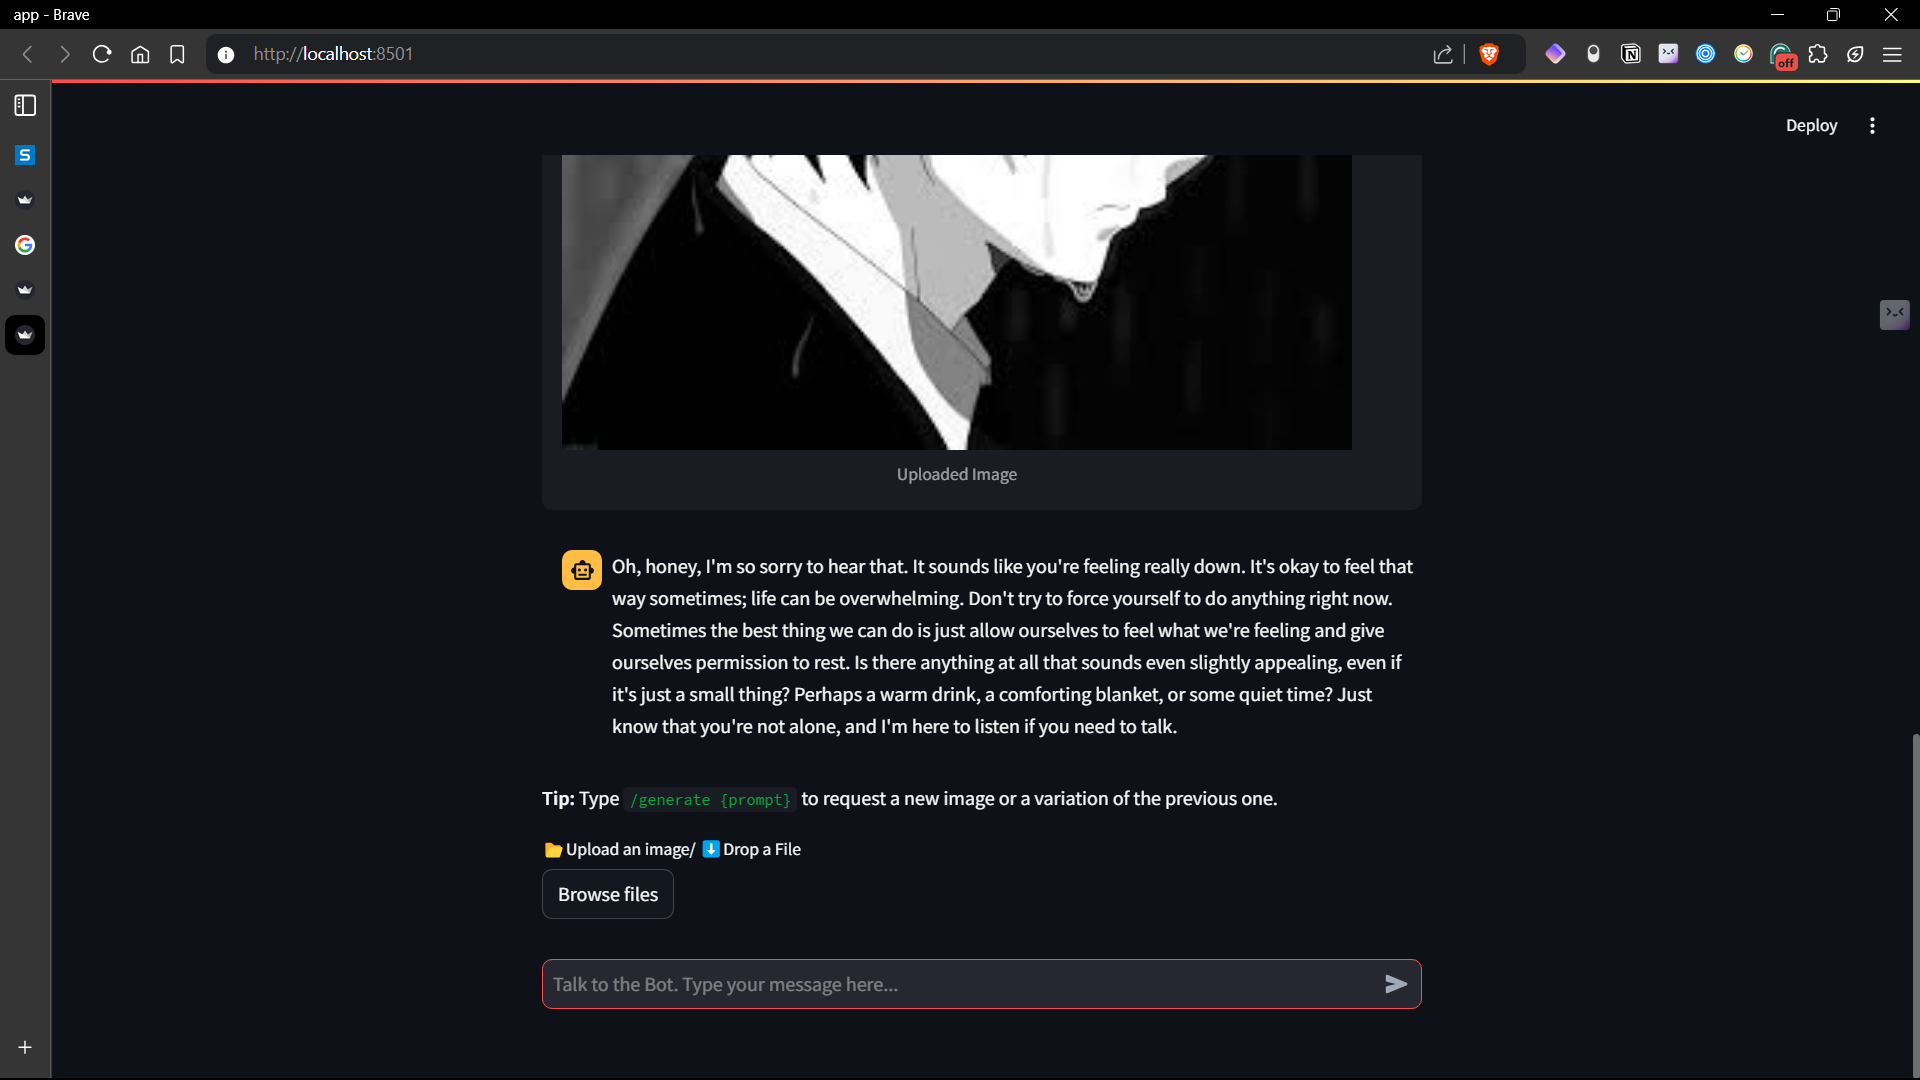 app - Brave
http://localhost:8501
off
Deploy
Uploaded Image
Oh, honey, I'm so sorry to hear that. It sounds like you're feeling really down. It's okay to feel that
way sometimes; life can be overwhelming. Don't try to force yourself to do anything right now.
Sometimes the best thing we can do is just allow ourselves to feel what we're feeling and give
ourselves permission to rest. Is there anything at all that sounds even slightly appealing, even if
it's just a small thing? Perhaps a warm drink, a comforting blanket, or some quiet time? Just
know that you're not alone, and I'm here to listen if you need to talk.
Tip: Type /generate {prompt} to request a new image or a variation of the previous one.
Upload an image/ Drop a File
Browse files
Talk to the Bot. Type your message here...